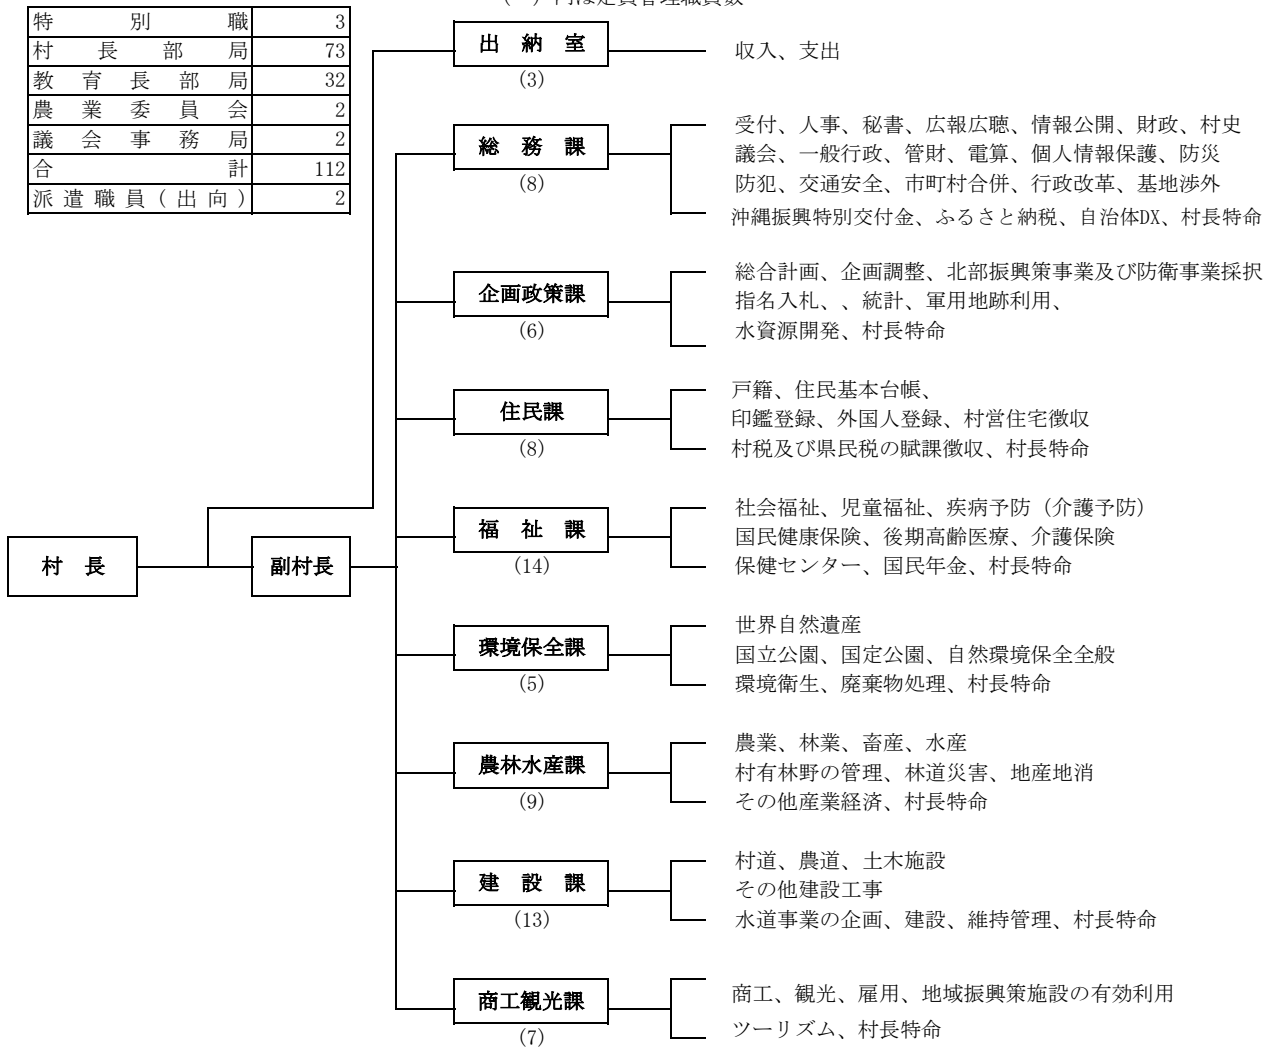 ( ) 内は定員管理職員数
特別職 3
村長部局 73
教育長部局 32
農業委員会 2
議会事務局 2
合計 112
派遣職員(出向) 2
出納室
(3)
収入、支出
総務課
(8)
受付、人事、秘書、広報広聴、情報公開、財政、村史
議会、一般行政、管財、電算、個人情報保護、防災
防犯、交通安全、市町村合併、行政改革、基地渉外
沖縄振興特別交付金、ふるさと納税、自治体DX、村長特命
企画政策課
(6)
総合計画、企画調整、北部振興策事業及び防衛事業採択
指名入札、、統計、軍用地跡利用、
水資源開発、村長特命
住民課
(8)
戸籍、住民基本台帳、
印鑑登録、外国人登録、村営住宅徴収
村税及び県民税の賦課徴収、村長特命
村長
副村長
福祉課
(14)
社会福祉、児童福祉、疾病予防（介護予防）
国民健康保険、後期高齢医療、介護保険
保健センター、国民年金、村長特命
環境保全課
(5)
世界自然遺産
国立公園、国定公園、自然環境保全全般
環境衛生、廃棄物処理、村長特命
農林水産課
(9)
農業、林業、畜産、水産
村有林野の管理、林道災害、地産地消
その他産業経済、村長特命
建設課
(13)
村道、農道、土木施設
その他建設工事
水道事業の企画、建設、維持管理、村長特命
商工観光課
(7)
商工、観光、雇用、地域振興策施設の有効利用
ツーリズム、村長特命